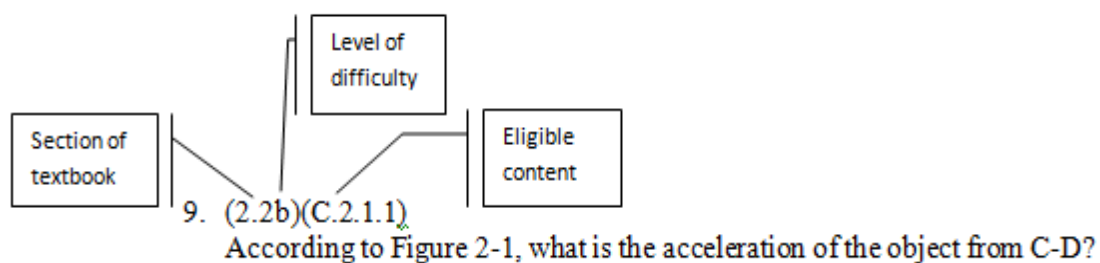 Level of
difficulty
Section of
textbook
Eligible
content
9. (2.2b)(C.2.1.1)
According to Figure 2-1, what is the acceleration of the object from C-D?